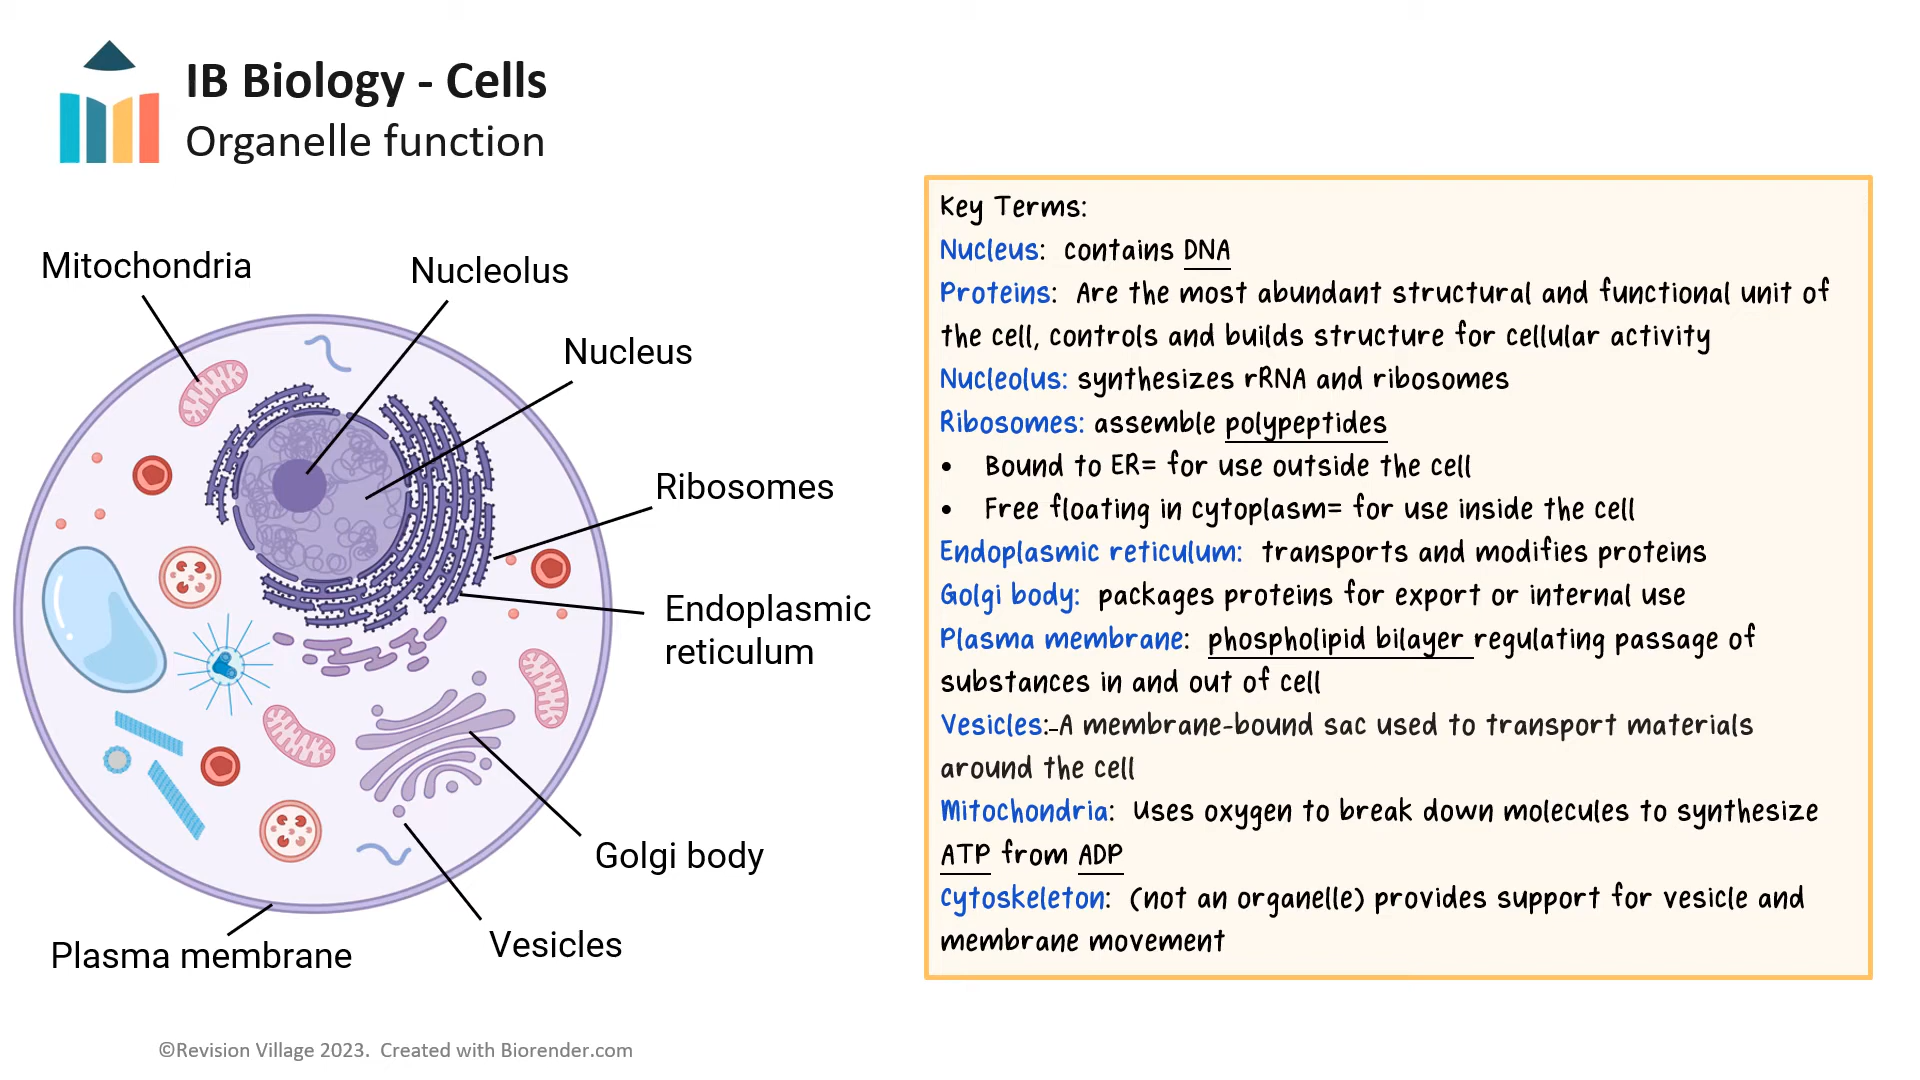 IB Biology - Cells
Organelle function
Mitochondria
Nucleolus
Nucleus
Ribosomes
Endoplasmic
reticulum
Golgi body
Vesicles
Plasma membrane
Key Terms:
Nucleus: contains DNA
Proteins: Are the most abundant structural and functional unit of
the cell, controls and builds structure for cellular activity
Nucleolus: synthesizes rRNA and ribosomes
Ribosomes: assemble polypeptides
• Bound to ER= for use outside the cell
• Free floating in cytoplasm= for use inside the cell
Endoplasmic reticulum: transports and modifies proteins
Golgi body: packages proteins for export or internal use
Plasma membrane: phospholipid bilayer regulating passage of
substances in and out of cell
Vesicles: A membrane-bound sac used to transport materials
around the cell
Mitochondria: Uses oxygen to break down molecules to synthesize
ATP from ADP
Cytoskeleton: (not an organelle) provides support for vesicle and
membrane movement
©Revision Village 2023. Created with Biorender.com